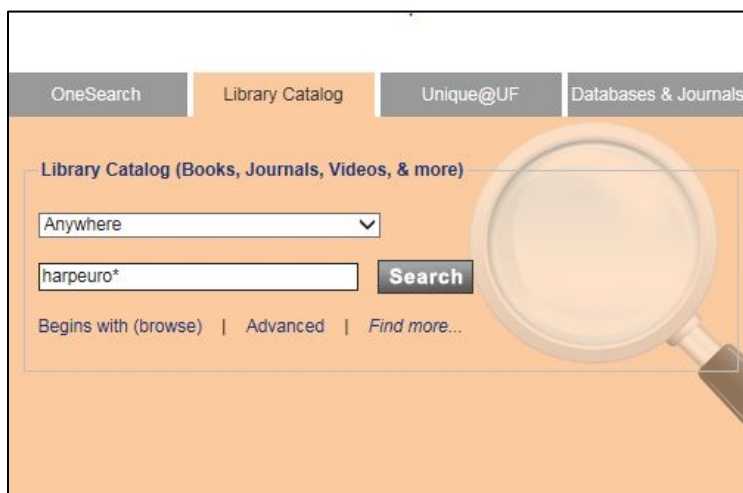 OneSearch Library Catalog Unique@UF Databases & Journals
Library Catalog (Books, Journals, Videos, & more)
Anywhere
harpeuro* Search
Begins with (browse) | Advanced | Find more...